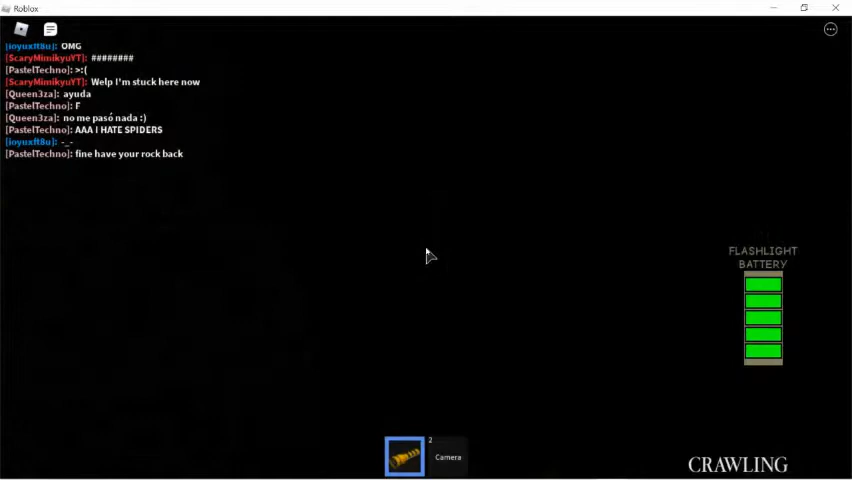 Roblox
[ioyuxft8u]: OMG
[ScaryMimikyuYT]: ########
[PastelTechno]: >:(
[ScaryMimikyuYT]: Welp I'm stuck here now
[Queen3za]: ayuda
[PastelTechno]: F
[Queen3za]: no me pasó nada :)
[PastelTechno]: AAA I HATE SPIDERS
[ioyuxft8u]: -_-
[PastelTechno]: fine have your rock back
FLASHLIGHT
BATTERY
2
Camera
CRAWLING